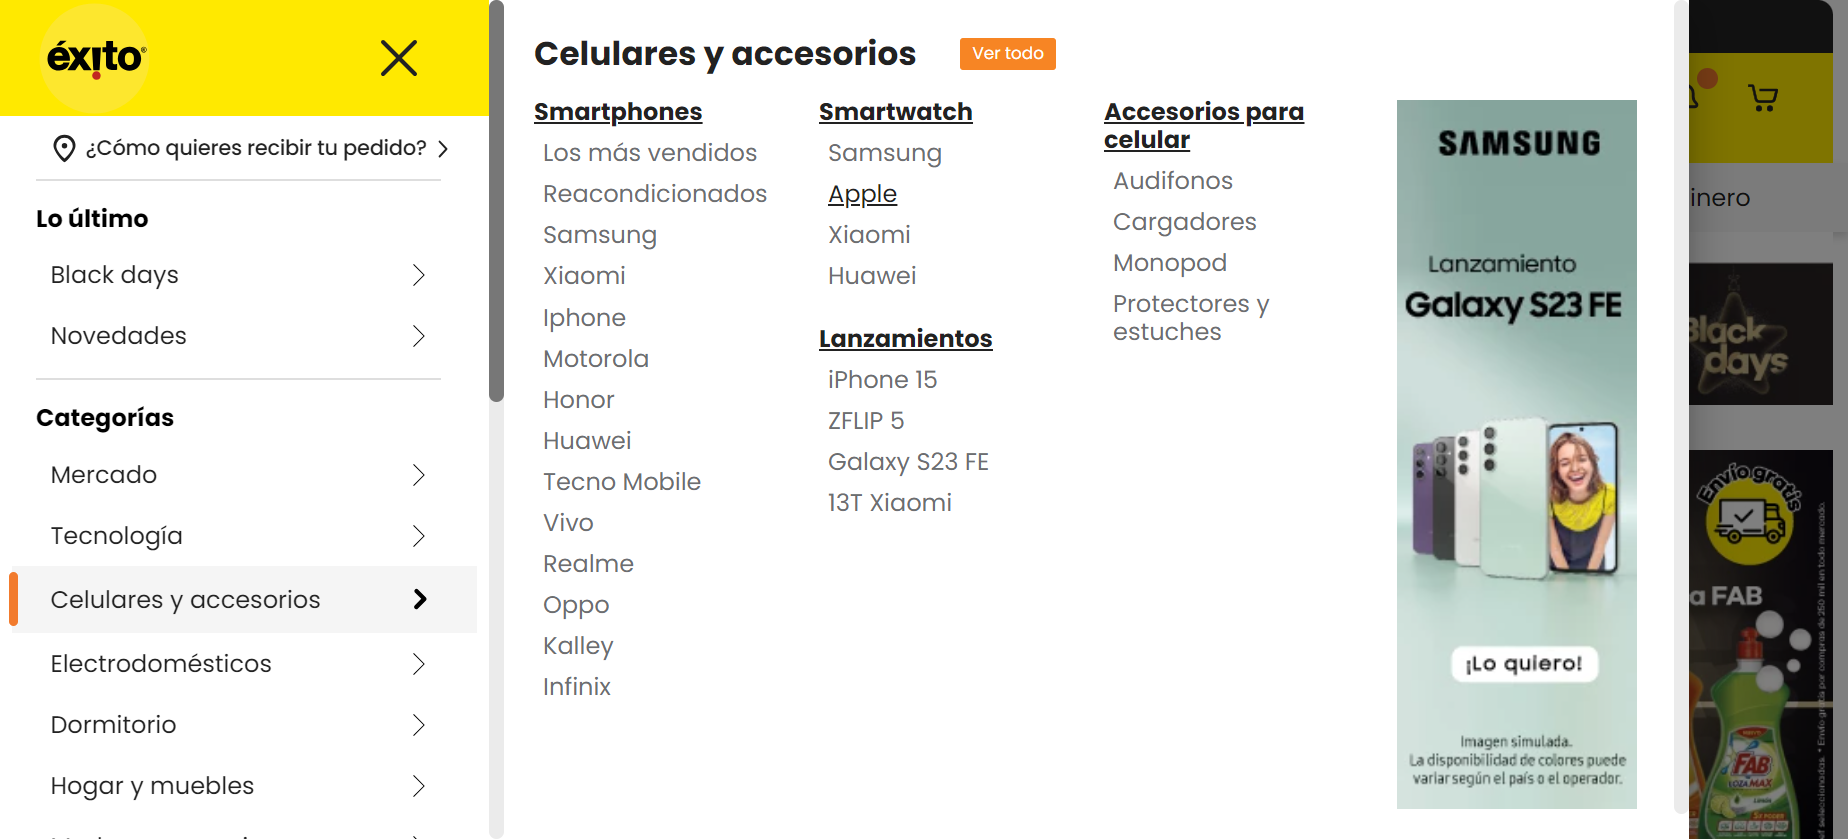 éxito
¿Cómo quieres recibir tu pedido?
Lo último
Black days
Novedades
Categorías
Mercado
Tecnología
Celulares y accesorios
Electrodomésticos
Dormitorio
Hogar y muebles
Celulares y accesorios
Ver todo
Smartphones
Los más vendidos
Reacondicionados
Samsung
Xiaomi
Iphone
Motorola
Honor
Huawei
Tecno Mobile
Vivo
Realme
Oppo
Kalley
Infinix
Smartwatch
Samsung
Apple
Xiaomi
Huawei
Lanzamientos
iPhone 15
ZFLIP 5
Galaxy S23 FE
13T Xiaomi
Accesorios para
celular
Audifonos
Cargadores
Monopod
Protectores y
estuches
SAMSUNG
Lanzamiento
Galaxy S23 FE
¡Lo quiero!
Imagen simulada.
La disponibilidad de colores puede
variar según el país o el operador.
inero
Black
days
Envío gratis
a FAB
FAB
LOZA MAX